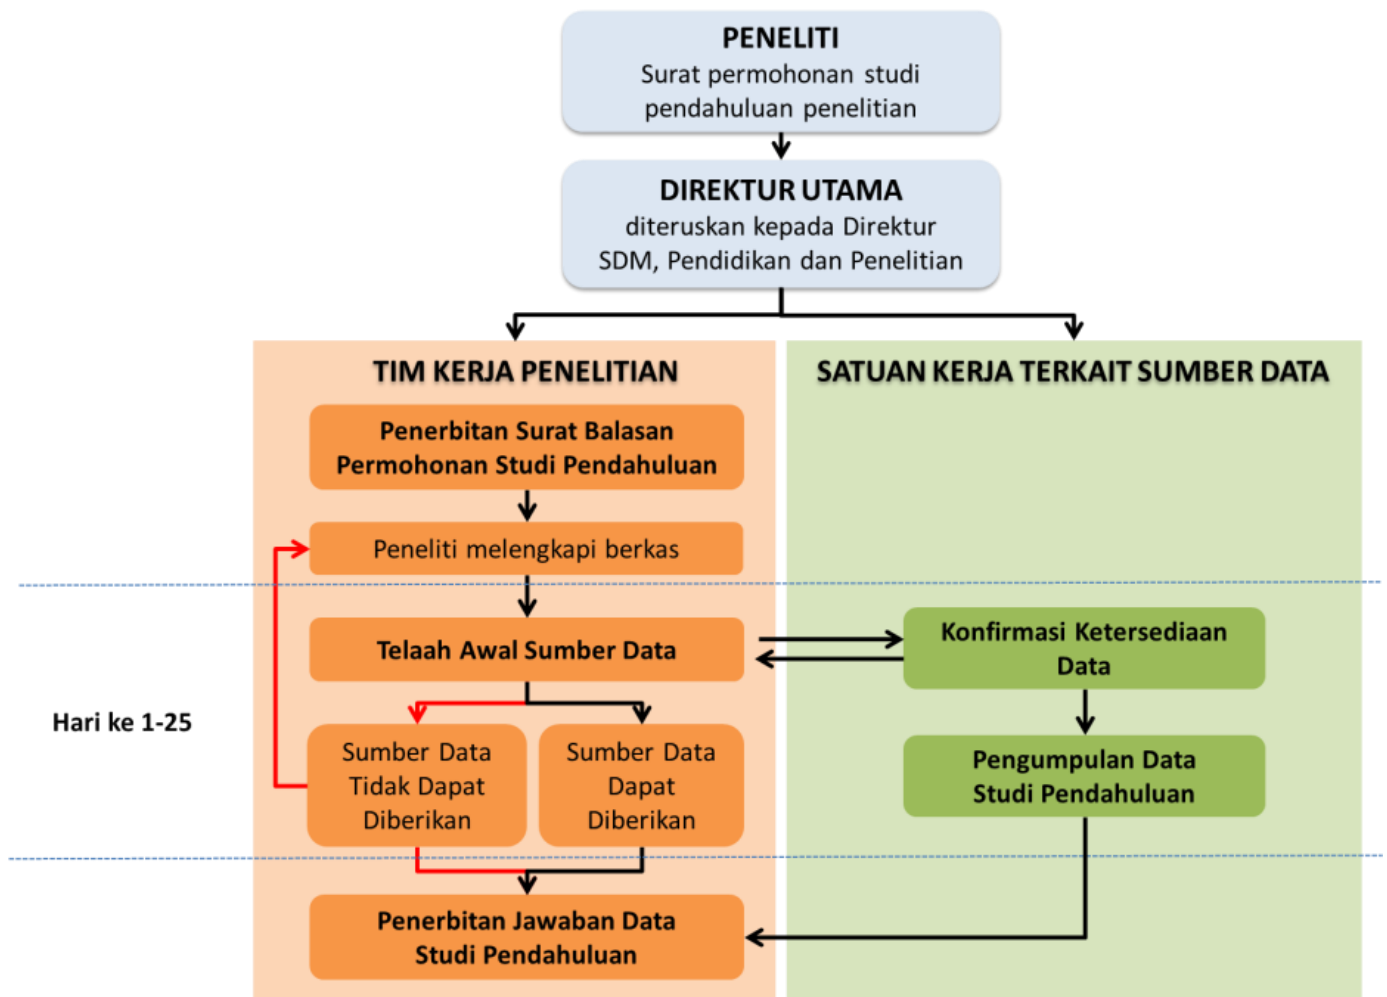 PENELITI
Surat permohonan studi
pendahuluan penelitian
DIREKTUR UTAMA
diteruskan kepada Direktur
SDM, Pendidikan dan Penelitian
TIM KERJA PENELITIAN
SATUAN KERJA TERKAIT SUMBER DATA
Penerbitan Surat Balasan
Permohonan Studi Pendahuluan
Peneliti melengkapi berkas
Telaah Awal Sumber Data
Konfirmasi Ketersediaan
Data
Hari ke 1-25
Sumber Data
Tidak Dapat
Diberikan
Sumber Data
Dapat
Diberikan
Pengumpulan Data
Studi Pendahuluan
Penerbitan Jawaban Data
Studi Pendahuluan